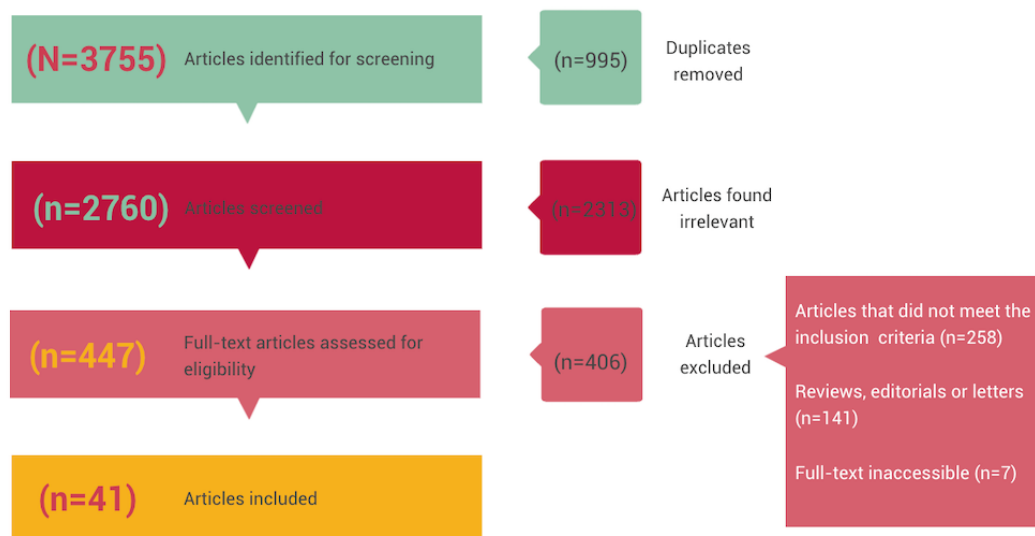 (N=3755) Articles identified for screening
(n=995)
Duplicates
removed
(n=2760) Articles screened
(n=2313)
Articles found
irrelevant
(n=447) Full-text articles assessed for
eligibility
(n=406)
Articles
excluded
Articles that did not meet the
inclusion criteria (n=258)
Reviews, editorials or letters
(n=141)
Full-text inaccessible (n=7)
(n=41) Articles included